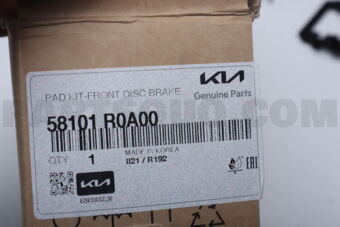 PAD KIT-FRONT DISC BRAKE
KIA
Genuine Parts
58101 R0A00
MADE IN KOREA
QTY 1 II21 / R192
KIA
EAC